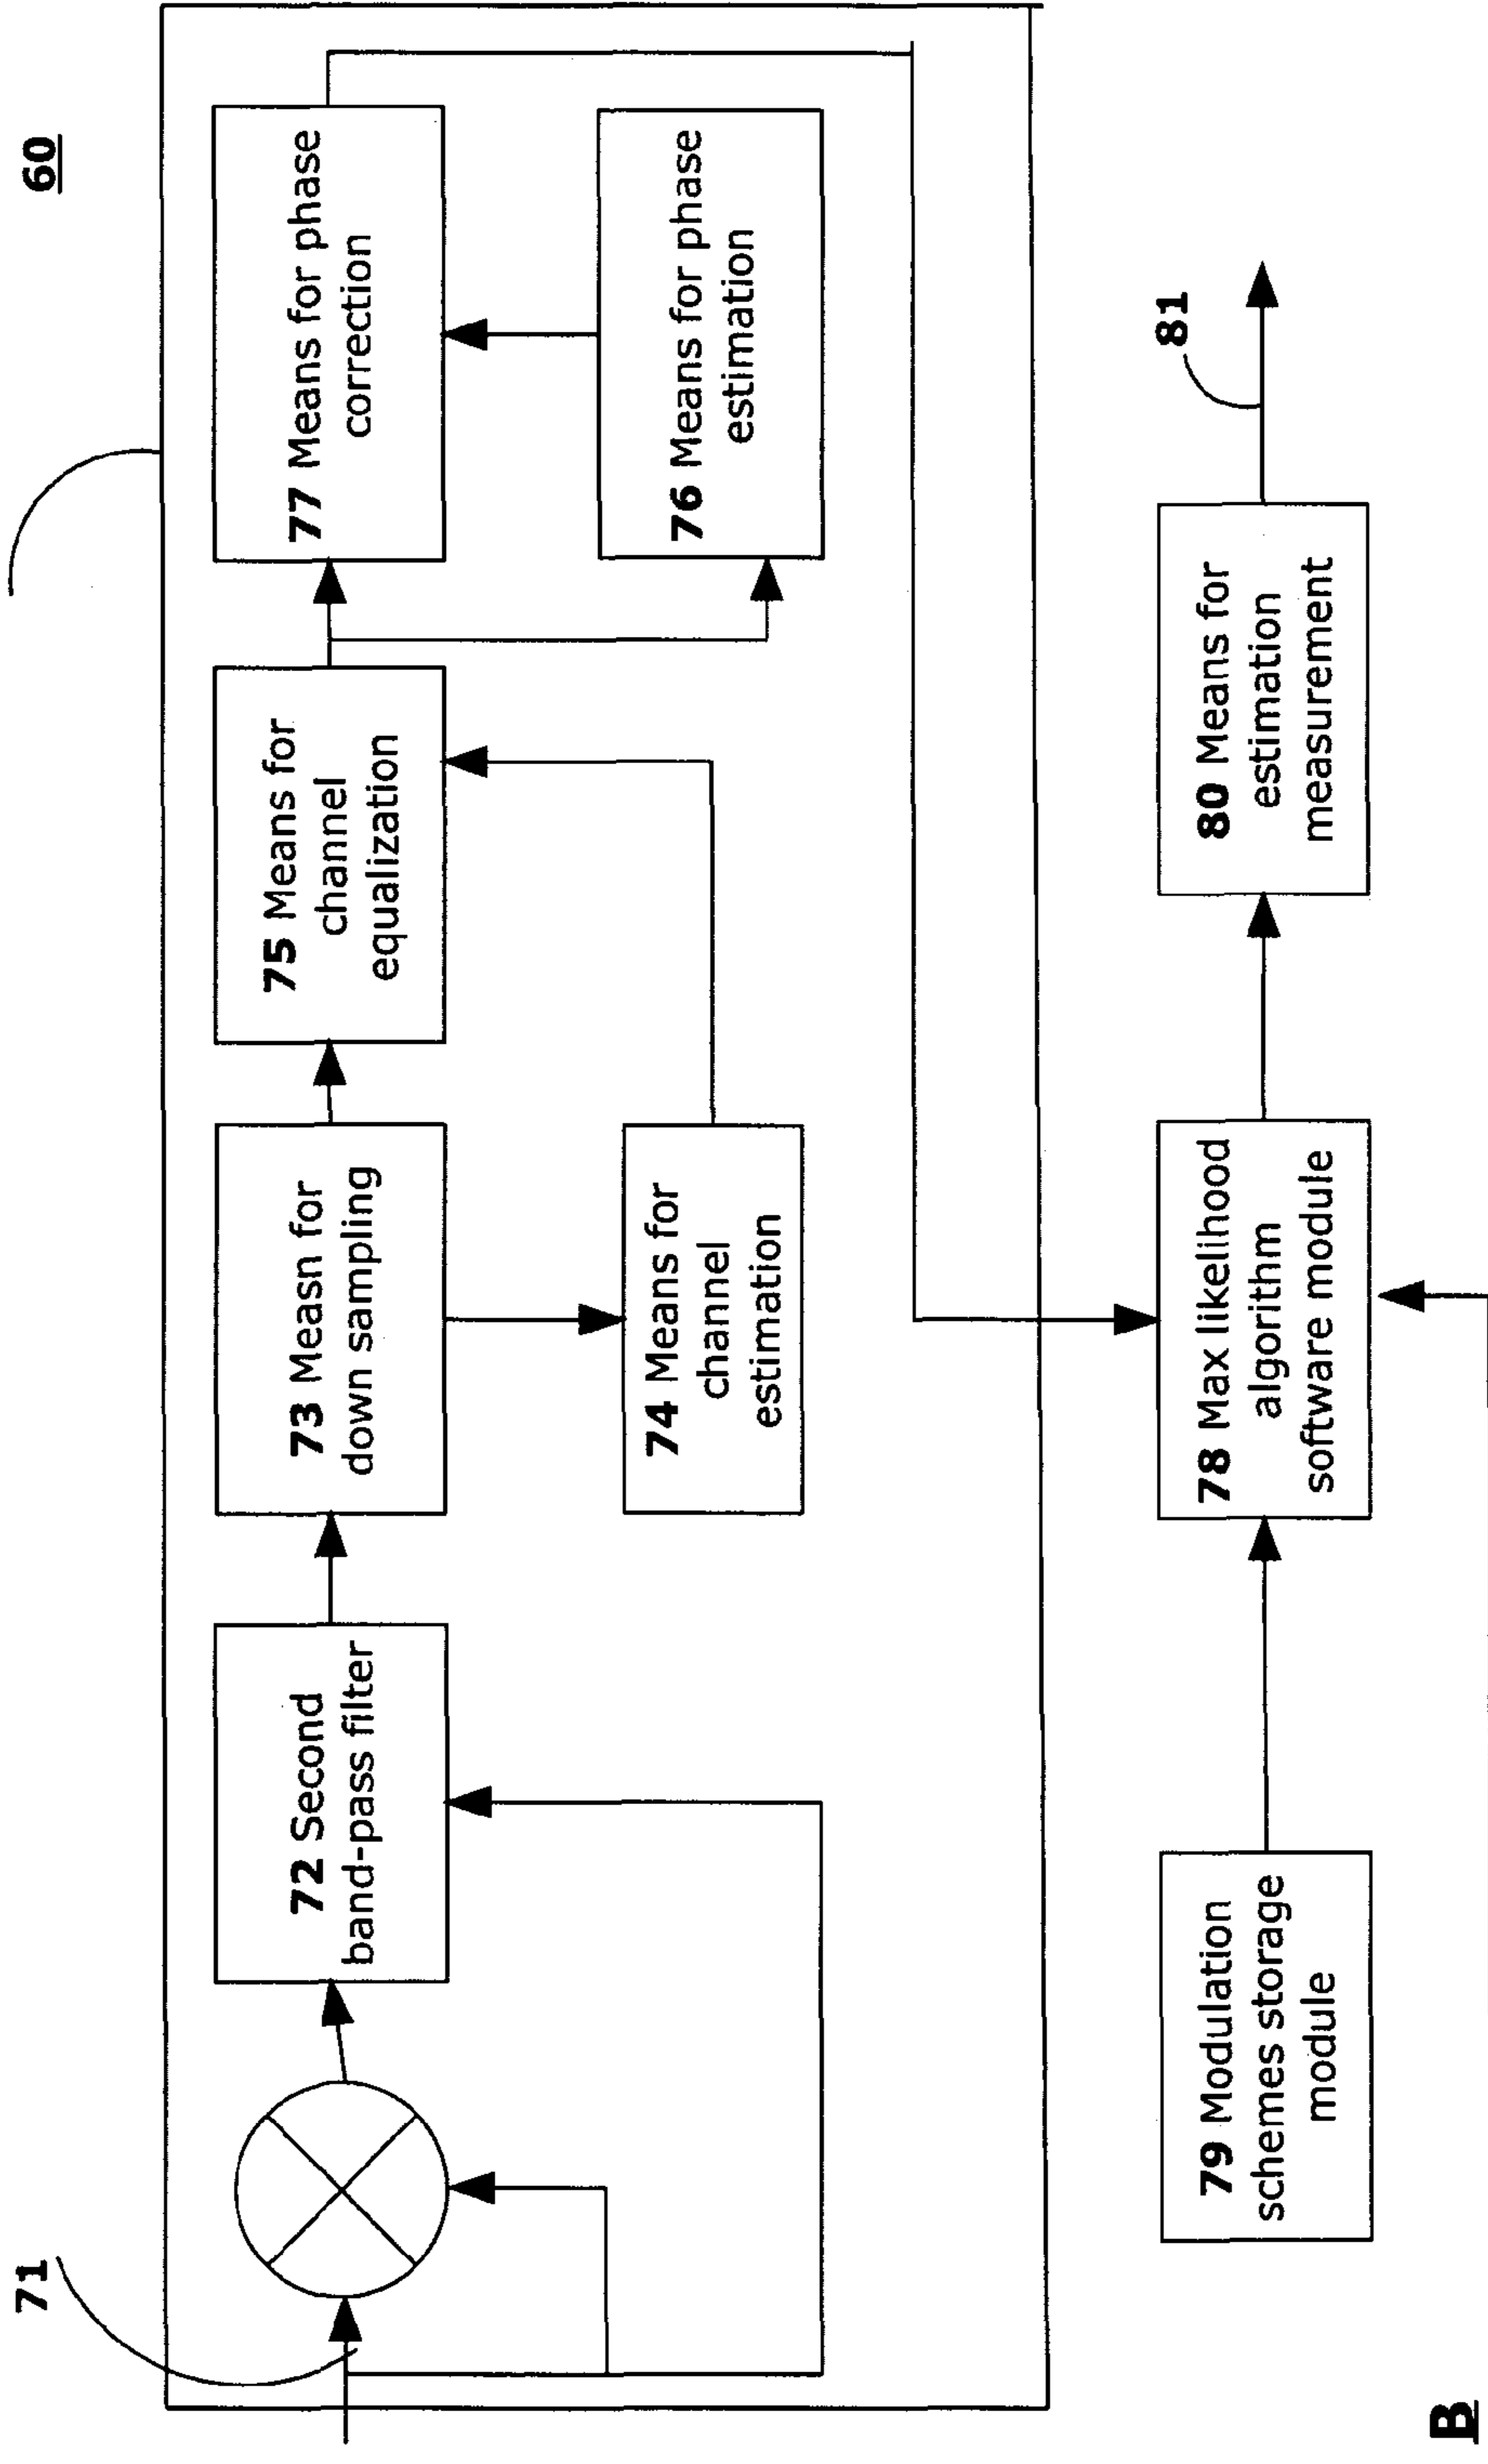 60
71
72 Second
band-pass filter
73 Measn for
down sampling
75 Means for
channel
equalization
77 Means for phase
correction
74 Means for
channel
estimation
76 Means for phase
estimation
79 Modulation
schemes storage
module
78 Max likelihood
algorithm
software module
80 Means for
estimation
measurement
81
B